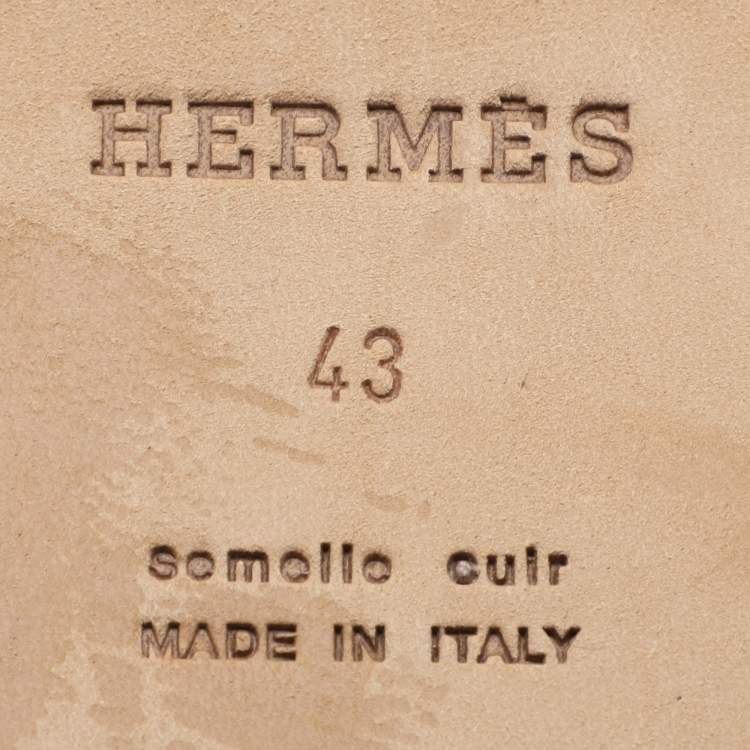 HERMÈS
43
semelle cuir
MADE IN ITALY